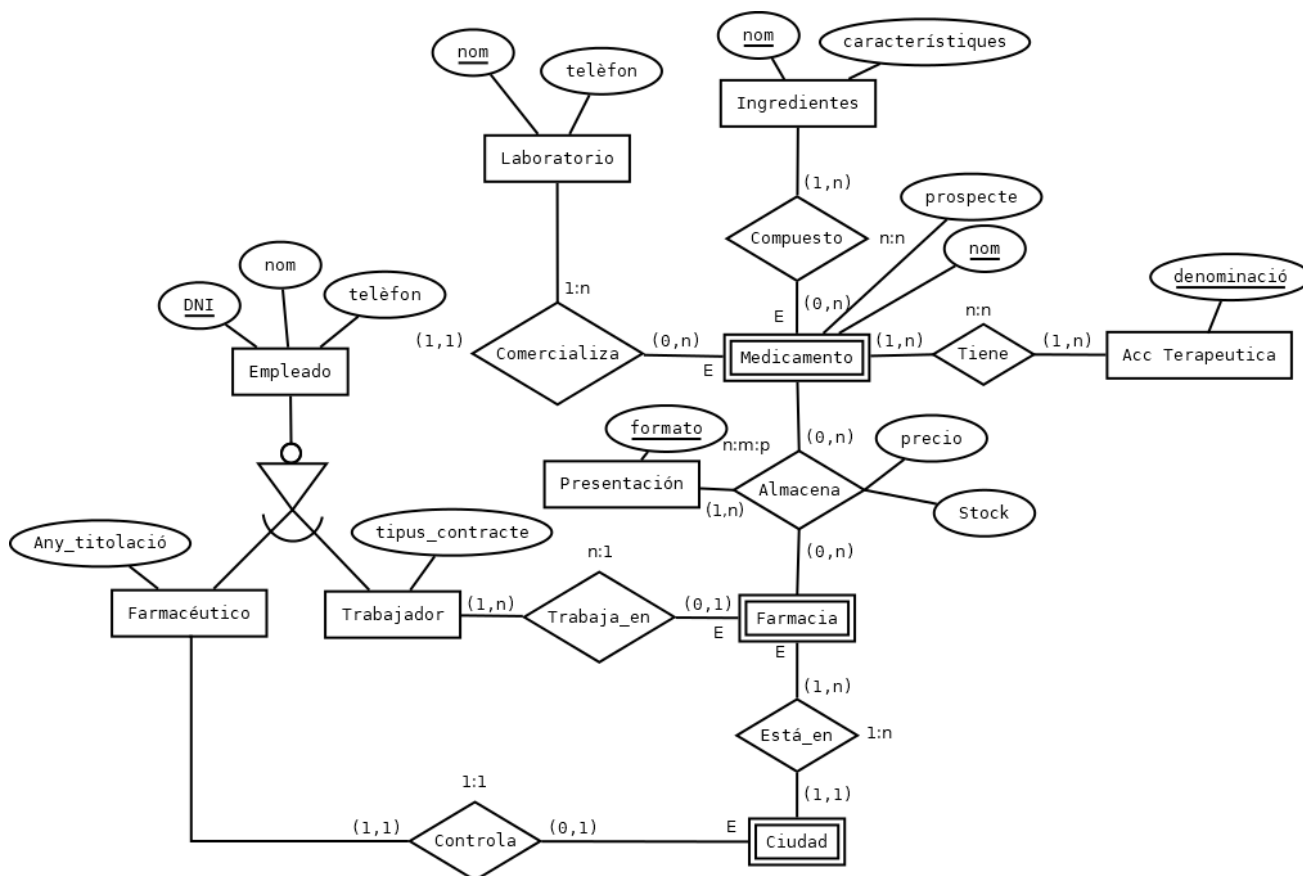 nom
característiques
nom
telèfon
Ingredientes
Laboratorio
(1,n)
prospecte
Compuesto
n:n
nom
nom
denominació
telèfon
DNI
1:n
(0,n)
E
n:n
(1,1)
Comercializa
(0,n)
E
Medicamento
(1,n)
Tiene
(1,n)
Acc Terapeutica
Empleado
formato
n:m:p
(0,n)
precio
Presentación
(1,n)
Almacena
Stock
Any_titolació
tipus_contracte
n:1
(0,n)
Farmacéutico
Trabajador
(1,n)
Trabaja_en
(0,1)
E
Farmacia
E
(1,n)
Está_en
1:n
1:1
(1,1)
(1,1)
Controla
(0,1)
E
Ciudad